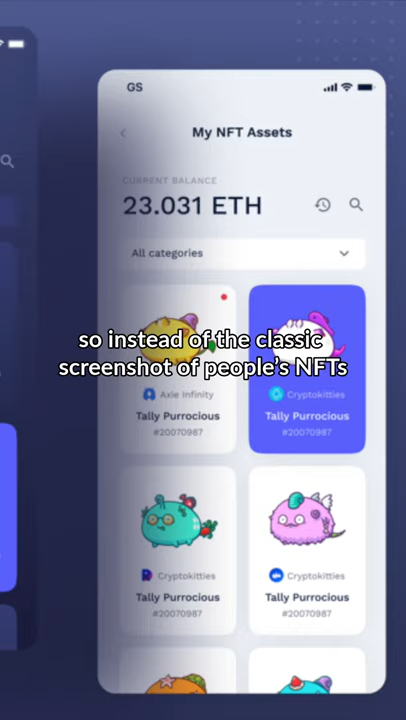 GS
My NFT Assets
CURRENT BALANCE
23.031 ETH
All categories
so instead of the classic
screenshot of people's NFTs
Axie Infinity
Cryptokitties
Tally Purrocious
Tally Purrocious
#20070987
#20070987
Cryptokitties
Cryptokitties
Tally Purrocious
Tally Purrocious
#20070987
#20070987